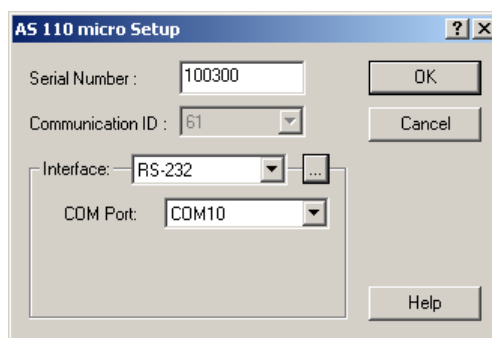 AS 110 micro Setup ? ×
Serial Number : 100300 OK
Communication ID : 61 Cancel
Interface: RS-232 ...
COM Port: COM10
Help